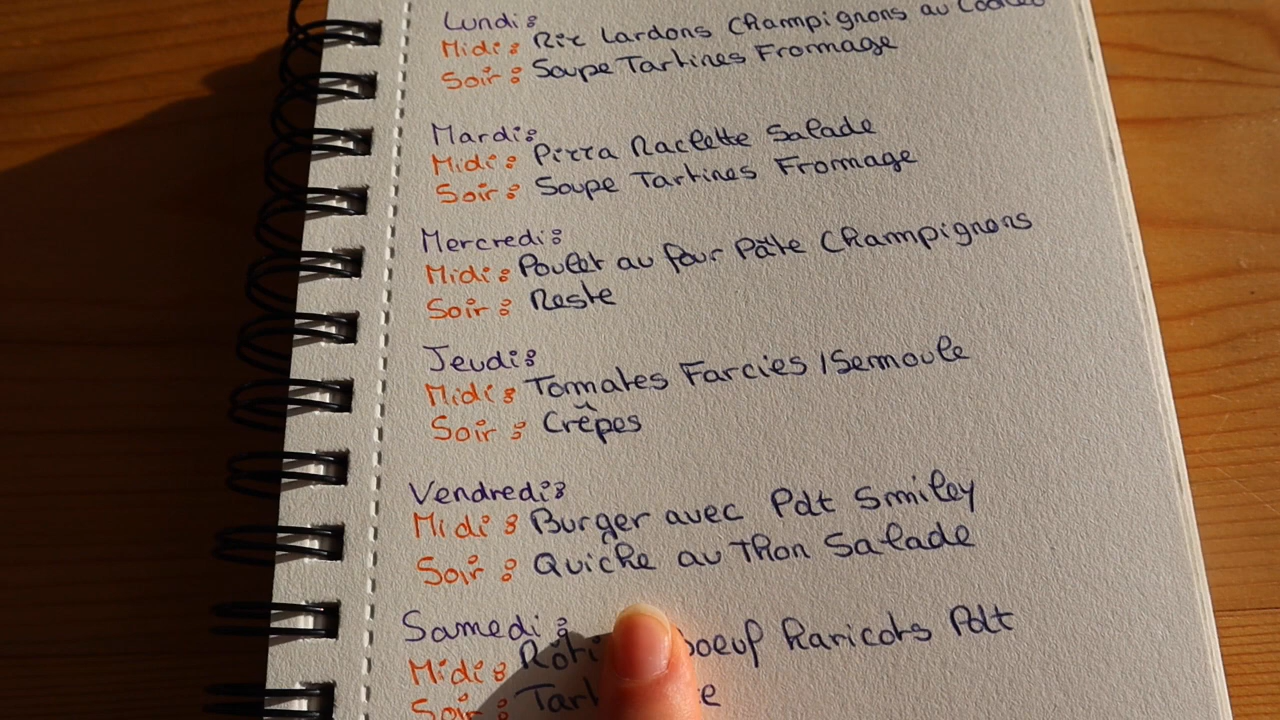 Lundi :
Midi : Riz Lardons Champignons au Cookeo
Soir : Soupe Tartines Fromage
Mardi :
Midi : Pizza Raclette Salade
Soir : Soupe Tartines Fromage
Mercredi :
Midi : Poulet au four Pâte Champignons
Soir : Reste
Jeudi :
Midi : Tomates Farcies / Semoule
Soir : Crêpes
Vendredi :
Midi : Burger avec Pdt Smiley
Soir : Quiche au Thon Salade
Samedi :
Midi : boeuf haricots Pdt
Soir :